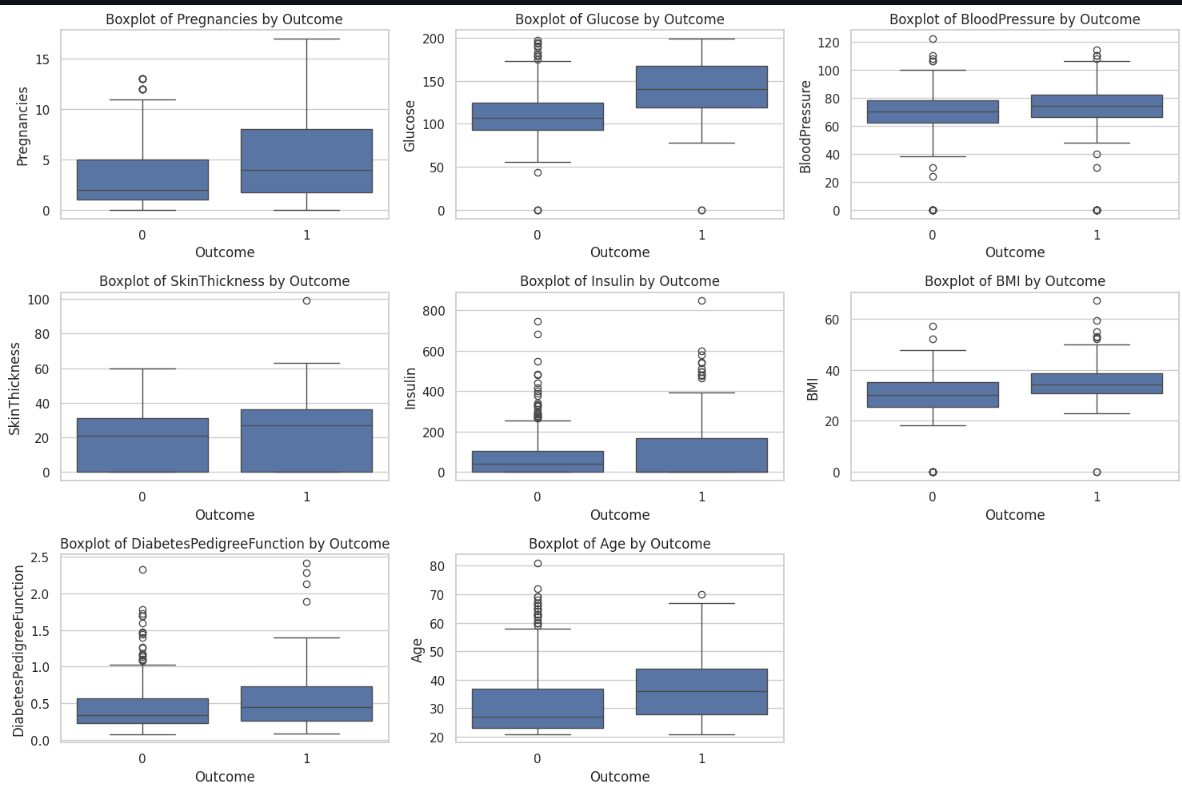 Boxplot of Pregnancies by Outcome
15
10
5
0
Pregnancies
0 1
Outcome
Boxplot of Glucose by Outcome
200
150
100
50
0
Glucose
0 1
Outcome
Boxplot of BloodPressure by Outcome
120
100
80
60
40
20
0
BloodPressure
0 1
Outcome
Boxplot of SkinThickness by Outcome
100
80
60
40
20
0
SkinThickness
0 1
Outcome
Boxplot of Insulin by Outcome
800
600
400
200
0
Insulin
0 1
Outcome
Boxplot of BMI by Outcome
60
40
20
0
BMI
0 1
Outcome
Boxplot of DiabetesPedigreeFunction by Outcome
2.5
2.0
1.5
1.0
0.5
0.0
DiabetesPedigreeFunction
0 1
Outcome
Boxplot of Age by Outcome
80
70
60
50
40
30
20
Age
0 1
Outcome